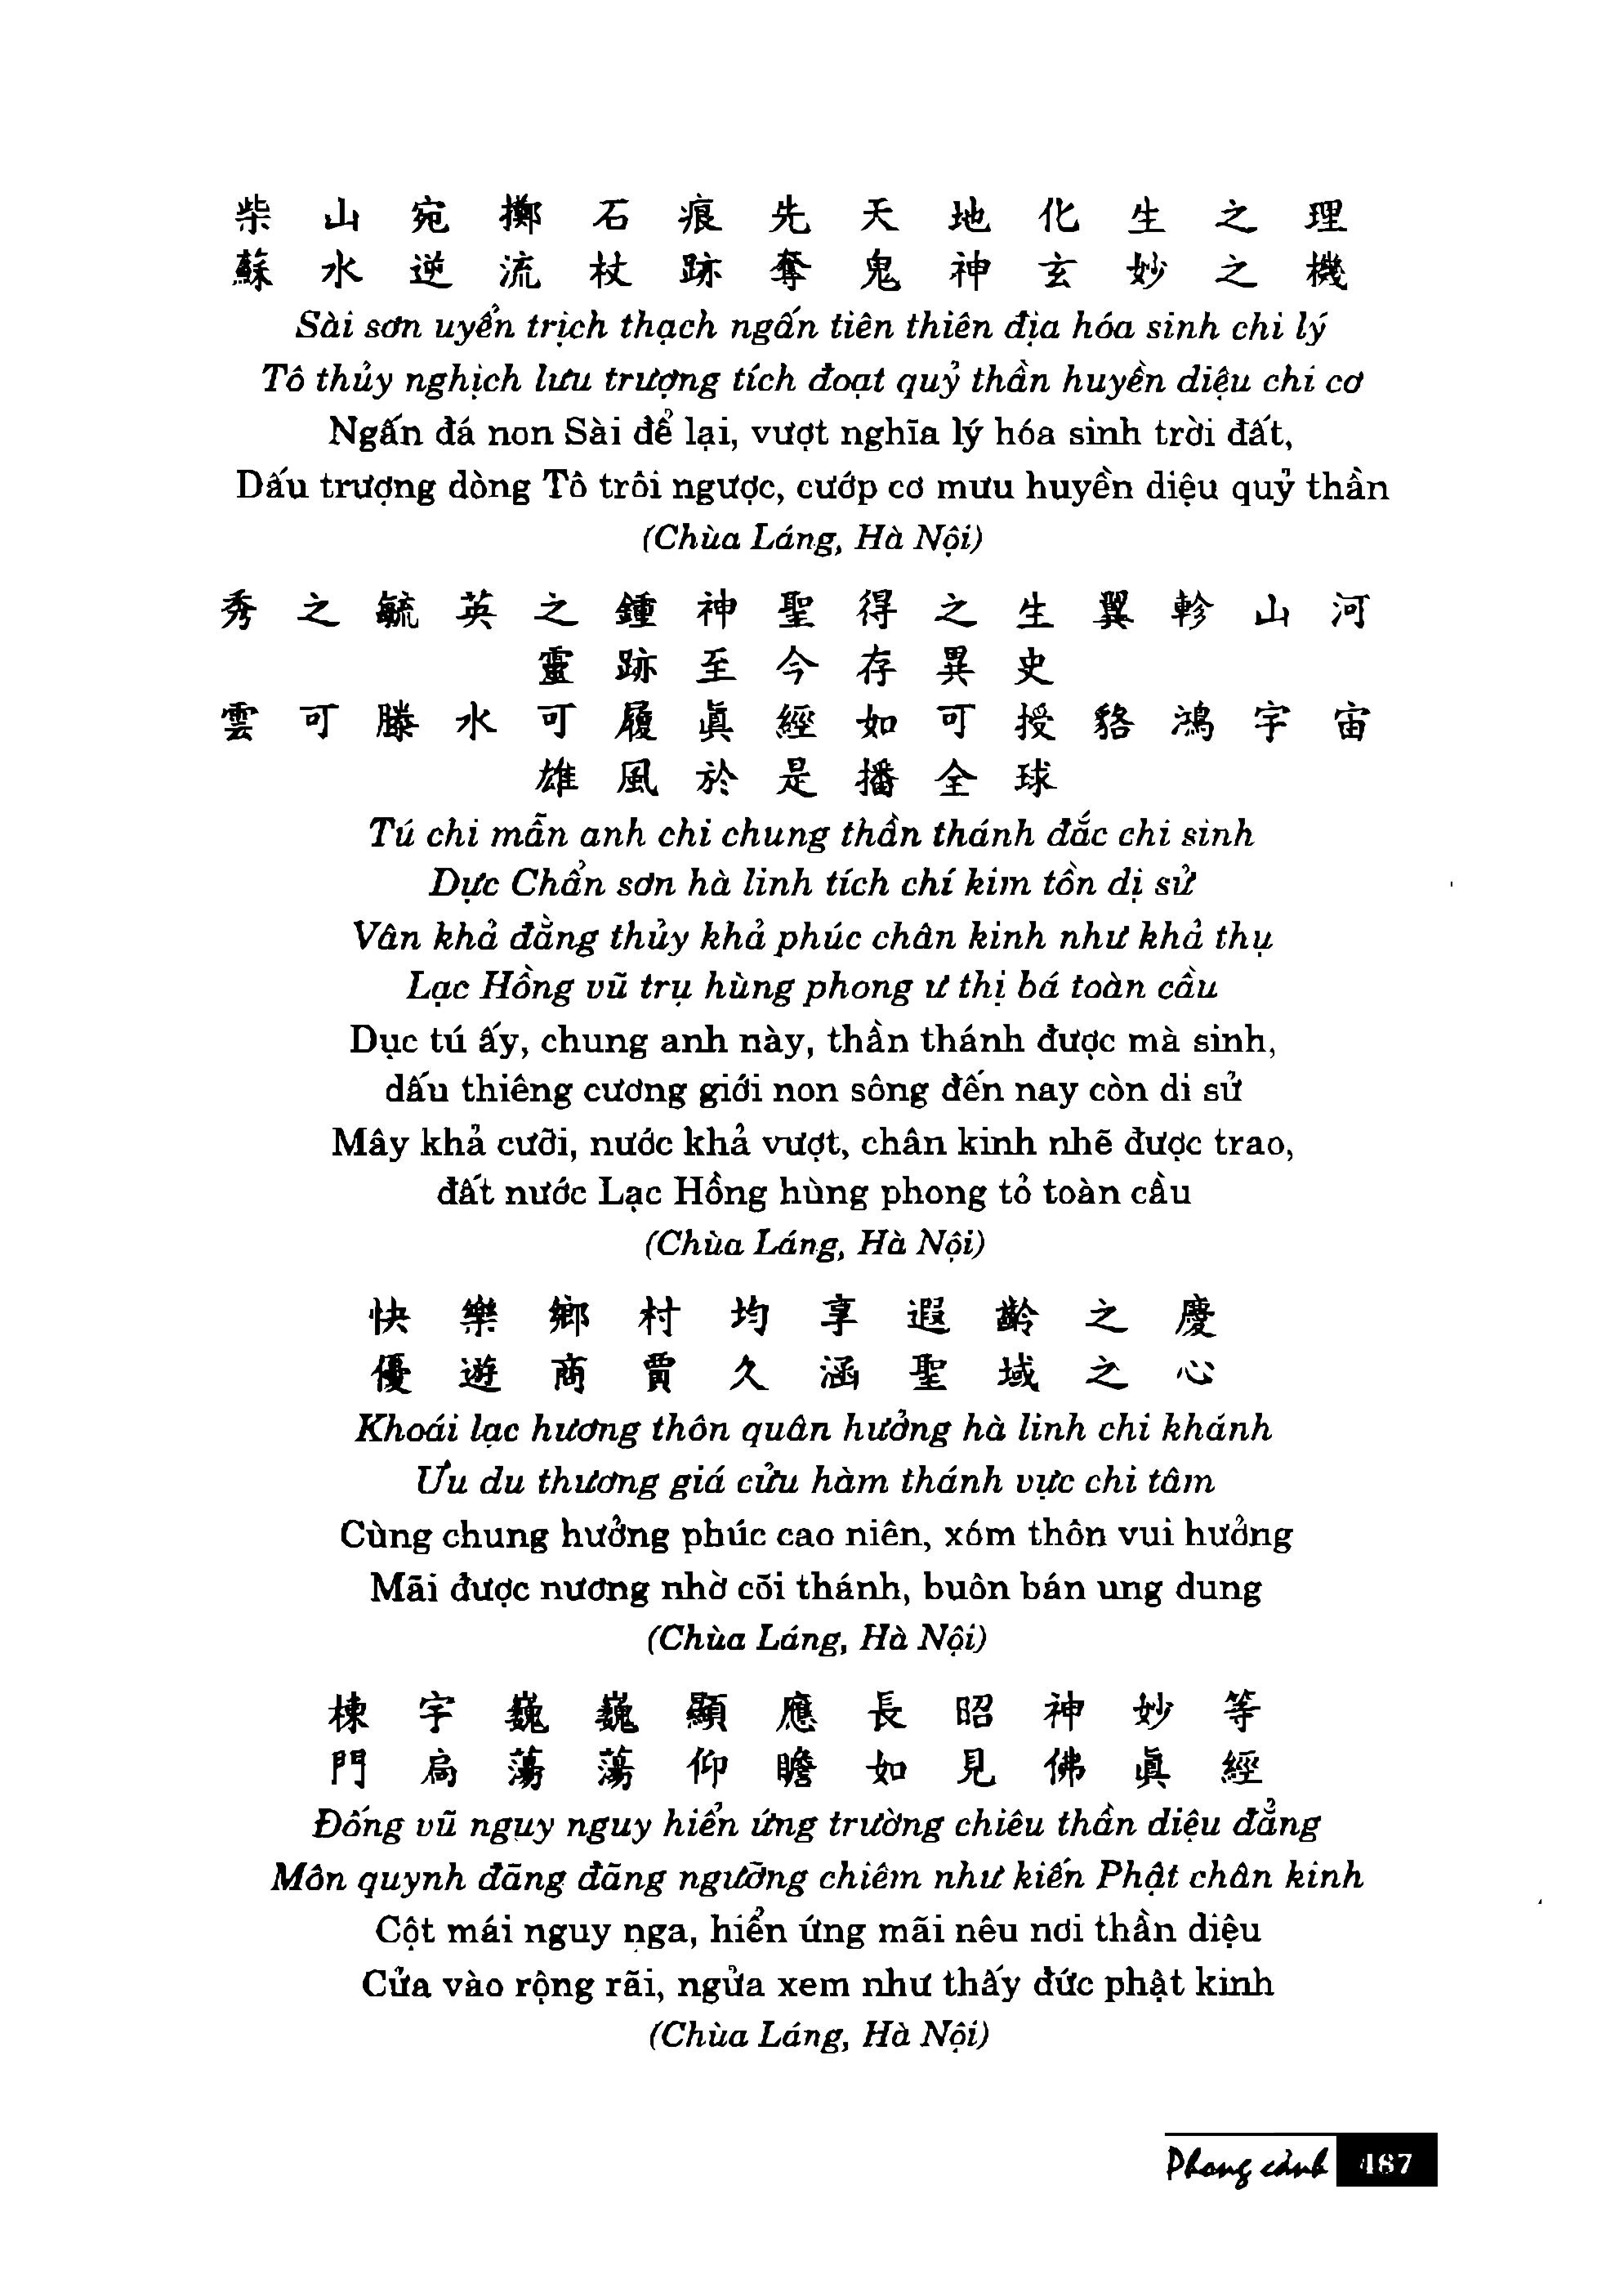 柴山宛擲石痕先天地化生之理
蘇水逆流杖跡奪鬼神玄妙之機
Sài sơn uyển trịch thạch ngấn tiên thiên địa hóa sinh chi lý
Tô thủy nghịch lưu trượng tích đoạt quỷ thần huyền diệu chi cơ
Ngấn đá non Sài để lại, vượt nghĩa lý hóa sinh trời đất,
Dấu trượng dòng Tô trôi ngược, cướp cơ mưu huyền diệu quỷ thần
(Chùa Láng, Hà Nội)
秀之毓英之鍾神聖得之生翼軫山河
靈跡至今存異史
雲可滕水可履眞經如可授貉鴻宇宙
雄風於是播全球
Tú chi mẫn anh chi chung thần thánh đắc chi sinh
Dực Chẩn sơn hà linh tích chí kim tồn dị sử
Vân khả đằng thủy khả phúc chân kinh như khả thụ
Lạc Hồng vũ trụ hùng phong ư thị bá toàn cầu
Dục tú ấy, chung anh này, thần thánh được mà sinh,
dấu thiêng cương giới non sông đến nay còn di sử
Mây khả cưỡi, nước khả vượt, chân kinh nhẽ được trao,
đất nước Lạc Hồng hùng phong tỏ toàn cầu
(Chùa Láng, Hà Nội)
快樂鄉村均享遐齡之慶
優遊商賈久涵聖域之心
Khoái lạc hương thôn quân hưởng hà linh chi khánh
Ưu du thương giá cửu hàm thánh vực chi tâm
Cùng chung hưởng phúc cao niên, xóm thôn vui hưởng
Mãi được nương nhờ cõi thánh, buôn bán ung dung
(Chùa Láng, Hà Nội)
棟宇巍巍顯應長昭神妙等
門扃蕩蕩仰瞻如見佛眞經
Đống vũ nguy nguy hiển ứng trường chiêu thần diệu đẳng
Môn quynh đãng đãng ngưỡng chiêm như kiến Phật chân kinh
Cột mái nguy nga, hiển ứng mãi nêu nơi thần diệu
Cửa vào rộng rãi, ngửa xem như thấy đức phật kinh
(Chùa Láng, Hà Nội)
Phong cảnh 487